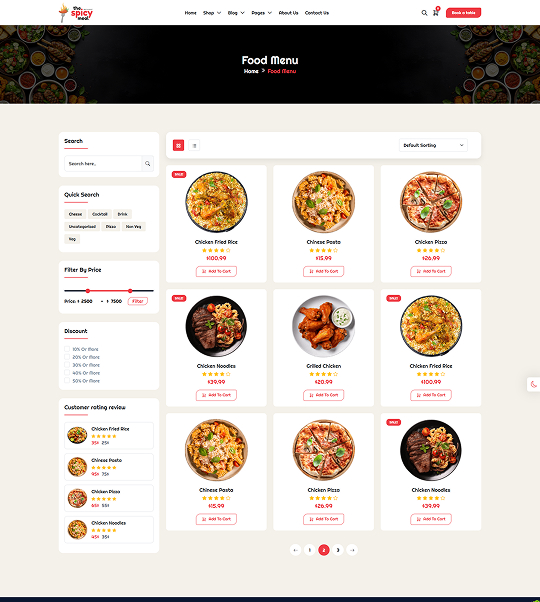 the
spicy
meal
Home Shop Blog Pages About Us Contact Us
Book a table
Food Menu
Home > Food Menu
Search
Search here..
Quick Search
Cheese Cocktail Drink
Uncategorized Pizza Non Veg
Veg
Filter By Price
Filter
Discount
10% Or More
20% Or More
30% Or More
40% Or More
50% Or More
Customer rating review
Chicken Fried Rice
35$ 25$
Chinese Pasta
95$ 75$
Chicken Pizza
65$ 55$
Chicken Noodles
45$ 35$
Default Sorting
SALE!
Chicken Fried Rice
$100.99
Add To Cart
Chinese Pasta
$15.99
Add To Cart
Chicken Pizza
$26.99
Add To Cart
SALE!
Chicken Noodles
$39.99
Add To Cart
Grilled Chicken
$20.99
Add To Cart
SALE!
Chicken Fried Rice
$100.99
Add To Cart
Chinese Pasta
$15.99
Add To Cart
Chicken Pizza
$26.99
Add To Cart
SALE!
Chicken Noodles
$39.99
Add To Cart
← 1 2 3 →